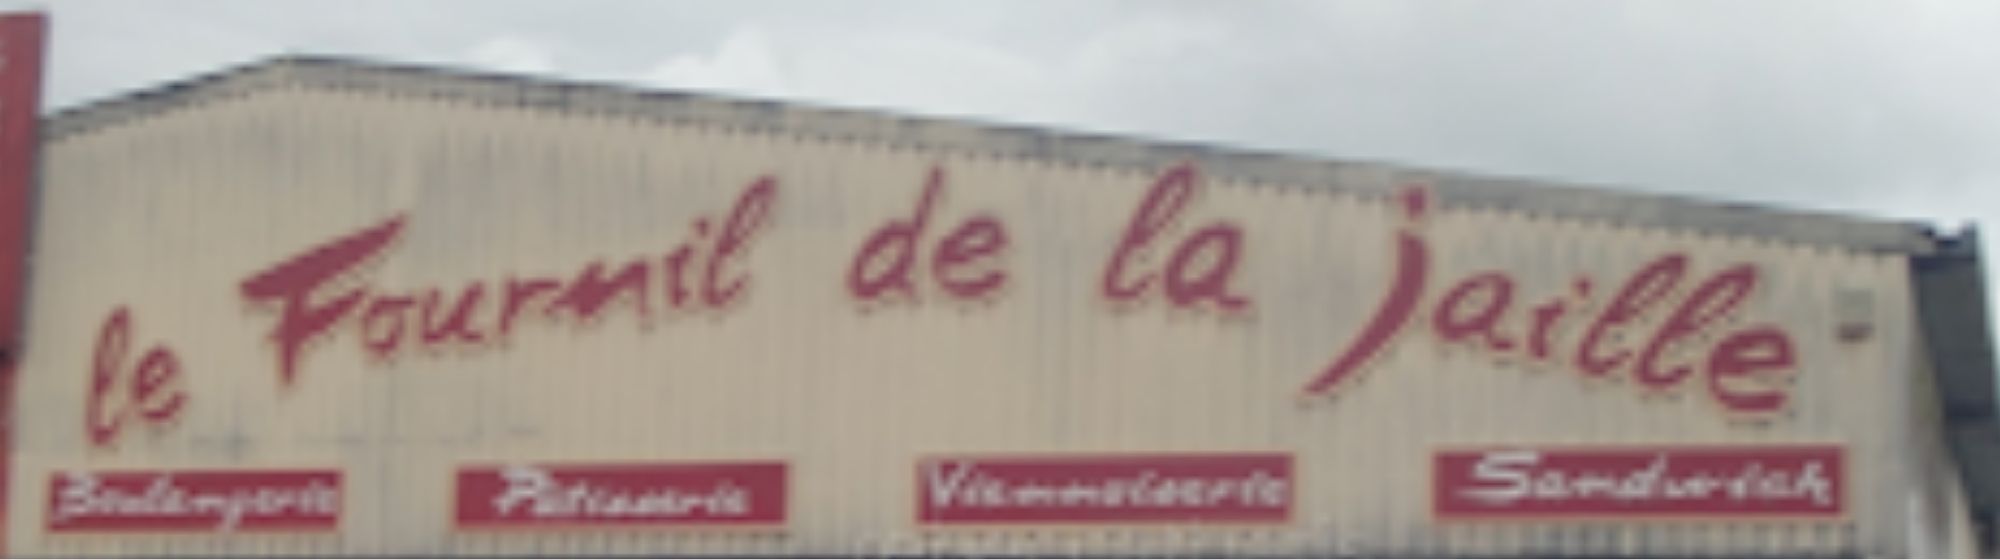 le Fournil de la jaille
Boulangerie Pâtisserie Viennoiserie Sandwich